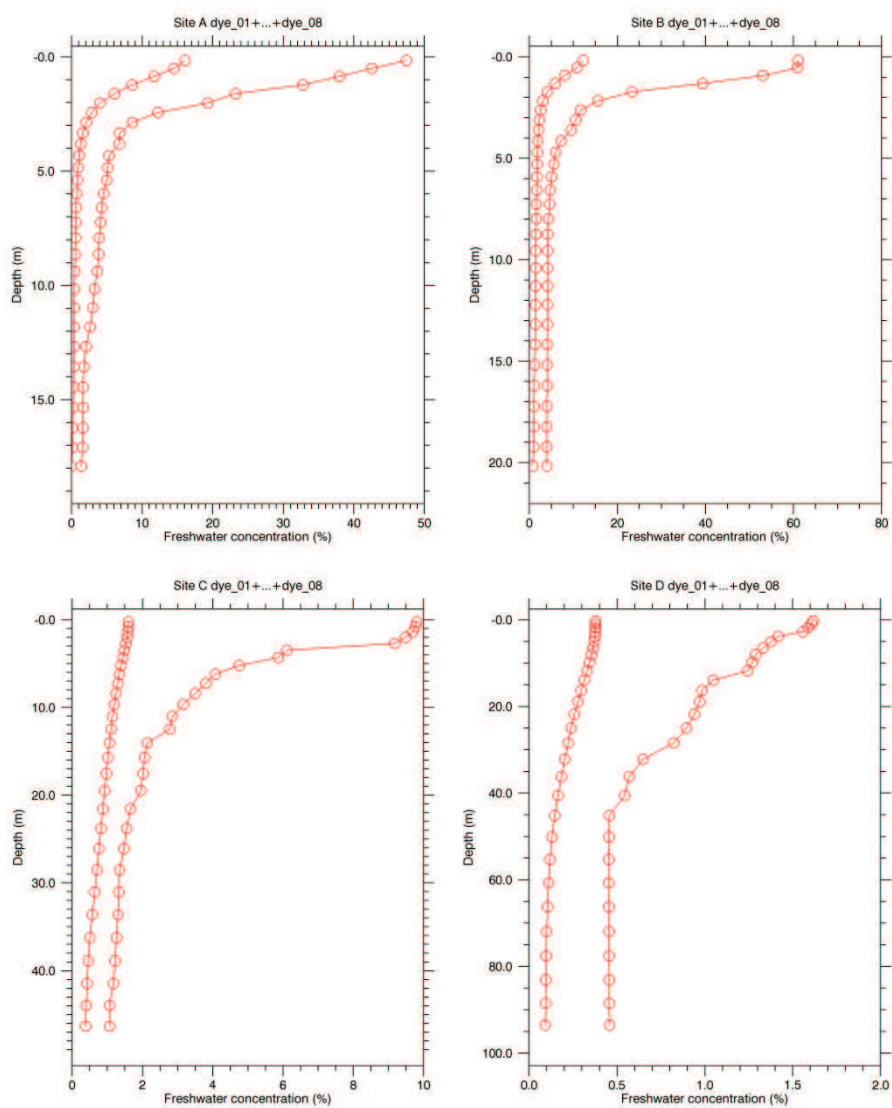 Site A dye_01+...+dye_08
-0.0
5.0
10.0
15.0
Depth (m)
0 10 20 30 40 50
Freshwater concentration (%)
Site B dye_01+...+dye_08
-0.0
5.0
10.0
15.0
20.0
Depth (m)
0 20 40 60 80
Freshwater concentration (%)
Site C dye_01+...+dye_08
-0.0
10.0
20.0
30.0
40.0
Depth (m)
0 2 4 6 8 10
Freshwater concentration (%)
Site D dye_01+...+dye_08
-0.0
20.0
40.0
60.0
80.0
100.0
Depth (m)
0.0 0.5 1.0 1.5 2.0
Freshwater concentration (%)